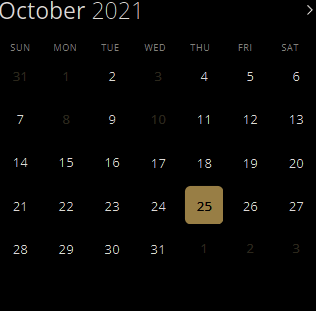 October 2021
SUN MON TUE WED THU FRI SAT
31 1 2 3 4 5 6
7 8 9 10 11 12 13
14 15 16 17 18 19 20
21 22 23 24 25 26 27
28 29 30 31 1 2 3